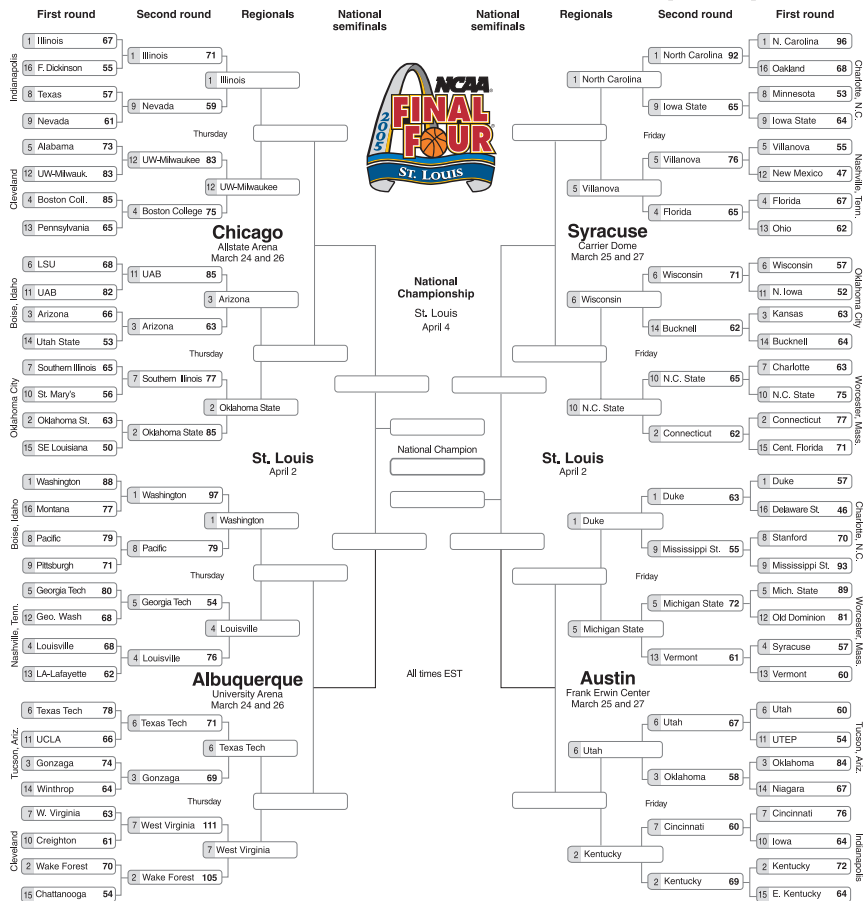 First round Second round Regionals National semifinals National semifinals Regionals Second round First round
Indianapolis
1 Illinois 67
16 F. Dickinson 55
8 Texas 57
9 Nevada 61
Cleveland
5 Alabama 73
12 UW-Milwauk. 83
4 Boston Coll. 85
13 Pennsylvania 65
Boise, Idaho
6 LSU 68
11 UAB 82
3 Arizona 66
14 Utah State 53
Oklahoma City
7 Southern Illinois 65
10 St. Mary's 56
2 Oklahoma St. 63
15 SE Louisiana 50
Boise, Idaho
1 Washington 88
16 Montana 77
8 Pacific 79
9 Pittsburgh 71
Nashville, Tenn.
5 Georgia Tech 80
12 Geo. Wash 68
4 Louisville 68
13 LA-Lafayette 62
Tucson, Ariz.
6 Texas Tech 78
11 UCLA 66
3 Gonzaga 74
14 Winthrop 64
Cleveland
7 W. Virginia 63
10 Creighton 61
2 Wake Forest 70
15 Chattanooga 54
1 Illinois 71
9 Nevada 59
12 UW-Milwaukee 83
4 Boston College 75
11 UAB 85
3 Arizona 63
7 Southern Illinois 77
2 Oklahoma State 85
1 Washington 97
8 Pacific 79
5 Georgia Tech 54
4 Louisville 76
6 Texas Tech 71
3 Gonzaga 69
7 West Virginia 111
2 Wake Forest 105
1 Illinois
Thursday
12 UW-Milwaukee
Chicago
Allstate Arena
March 24 and 26
3 Arizona
Thursday
2 Oklahoma State
St. Louis
April 2
1 Washington
Thursday
4 Louisville
Albuquerque
University Arena
March 24 and 26
6 Texas Tech
Thursday
7 West Virginia
NCAA
FINAL
FOUR
2005
ST. LOUIS
National
Championship
St. Louis
April 4
National Champion
All times EST
1 North Carolina
Friday
5 Villanova
Syracuse
Carrier Dome
March 25 and 27
6 Wisconsin
Friday
10 N.C. State
St. Louis
April 2
1 Duke
Friday
5 Michigan State
Austin
Frank Erwin Center
March 25 and 27
6 Utah
Friday
2 Kentucky
1 North Carolina 92
9 Iowa State 65
5 Villanova 76
4 Florida 65
6 Wisconsin 71
14 Bucknell 62
10 N.C. State 65
2 Connecticut 62
1 Duke 63
9 Mississippi St. 55
5 Michigan State 72
13 Vermont 61
6 Utah 67
3 Oklahoma 58
7 Cincinnati 60
2 Kentucky 69
Charlotte, N.C.
1 N. Carolina 96
16 Oakland 68
8 Minnesota 53
9 Iowa State 64
Nashville, Tenn.
5 Villanova 55
12 New Mexico 47
4 Florida 67
13 Ohio 62
Oklahoma City
6 Wisconsin 57
11 N. Iowa 52
3 Kansas 63
14 Bucknell 64
Worcester, Mass.
7 Charlotte 63
10 N.C. State 75
2 Connecticut 77
15 Cent. Florida 71
Charlotte, N.C.
1 Duke 57
16 Delaware St. 46
8 Stanford 70
9 Mississippi St. 93
Worcester, Mass.
5 Mich. State 89
12 Old Dominion 81
4 Syracuse 57
13 Vermont 60
Tucson, Ariz.
6 Utah 60
11 UTEP 54
3 Oklahoma 84
14 Niagara 67
Indianapolis
7 Cincinnati 76
10 Iowa 64
2 Kentucky 72
15 E. Kentucky 64